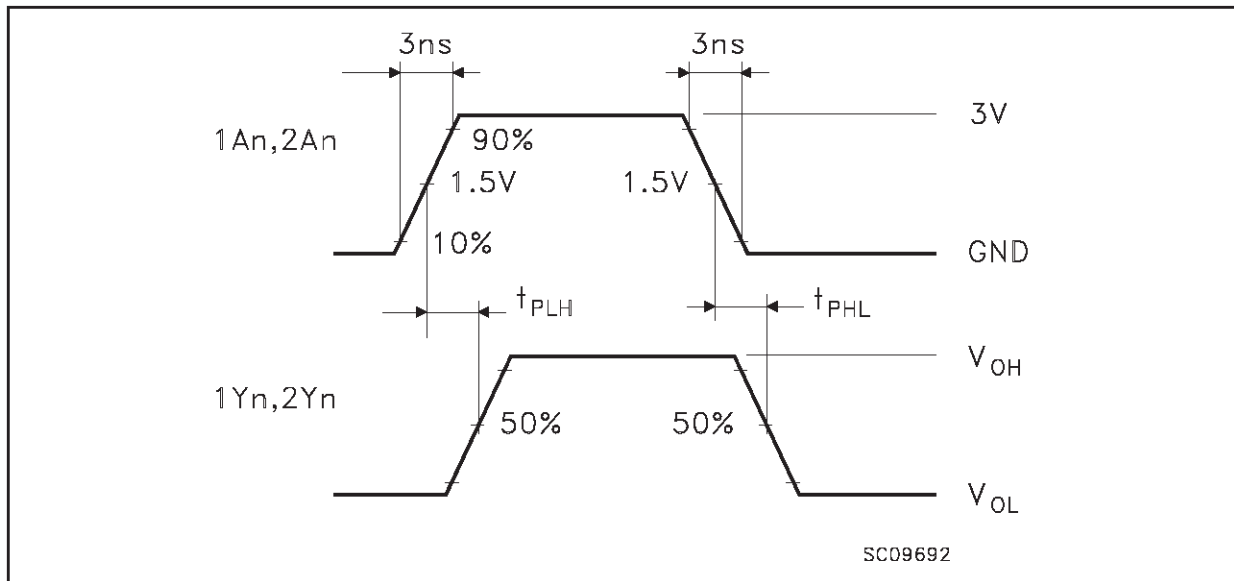 3ns 3ns
3V
1An,2An
90%
1.5V 1.5V
10%
GND
tPLH tPHL
VOH
1Yn,2Yn
50% 50%
VOL
SC09692